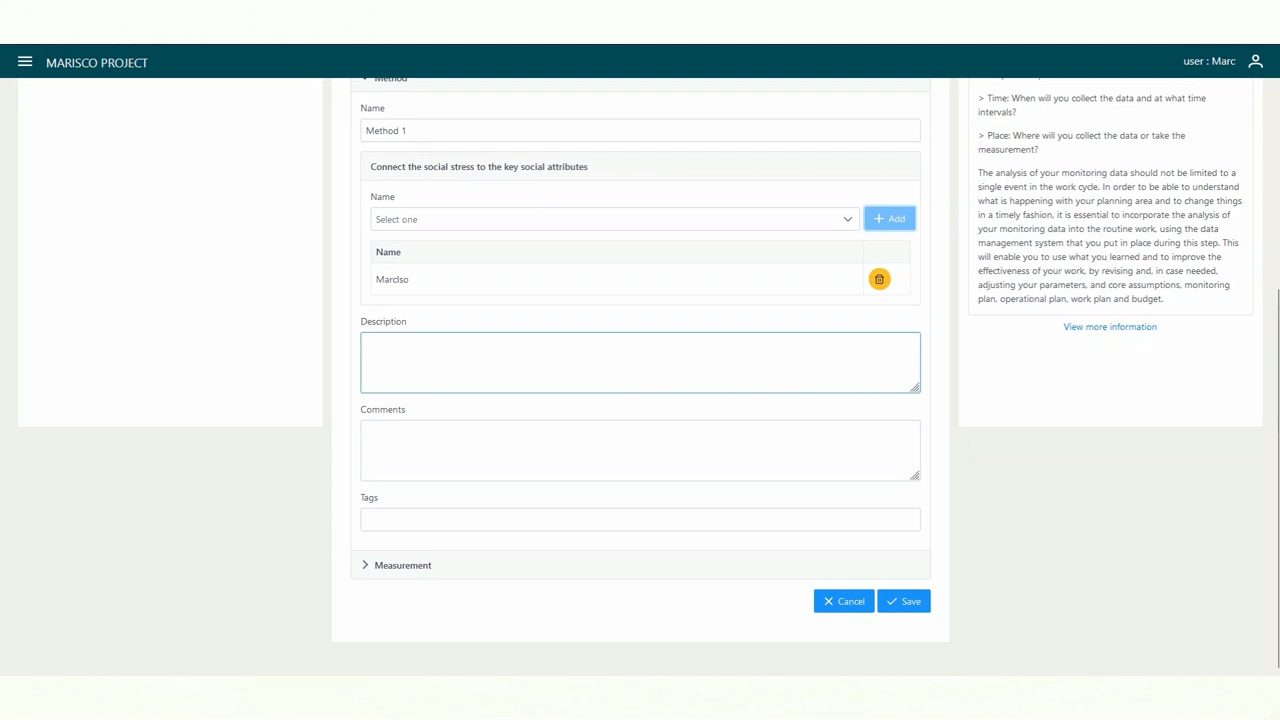 MARISCO PROJECT
user : Marc
Method
Name
Method 1
Connect the social stress to the key social attributes
Name
Select one
Add
Name
MarcIso
Description
Comments
Tags
Measurement
Cancel
Save
> Time: When will you collect the data and at what time
intervals?
> Place: Where will you collect the data or take the
measurement?
The analysis of your monitoring data should not be limited to a
single event in the work cycle. In order to be able to understand
what is happening with your planning area and to change things
in a timely fashion, it is essential to incorporate the analysis of
your monitoring data into the routine work, using the data
management system that you put in place during this step. This
will enable you to use what you learned and to improve the
effectiveness of your work, by revising and, in case needed,
adjusting your parameters, and core assumptions, monitoring
plan, operational plan, work plan and budget.
View more information